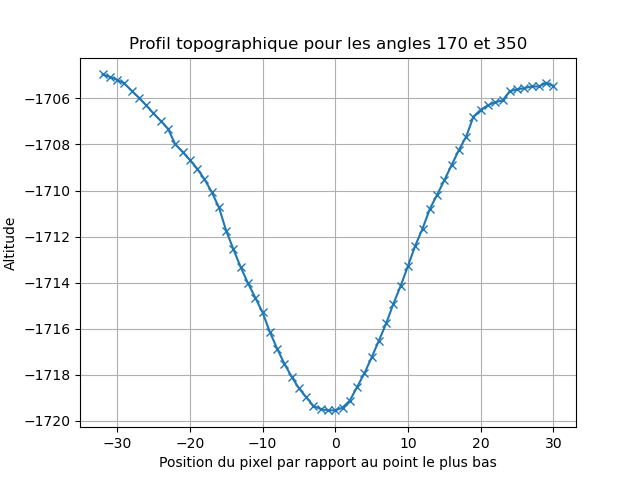 Profil topographique pour les angles 170 et 350
Altitude
−1706
−1708
−1710
−1712
−1714
−1716
−1718
−1720
−30 −20 −10 0 10 20 30
Position du pixel par rapport au point le plus bas